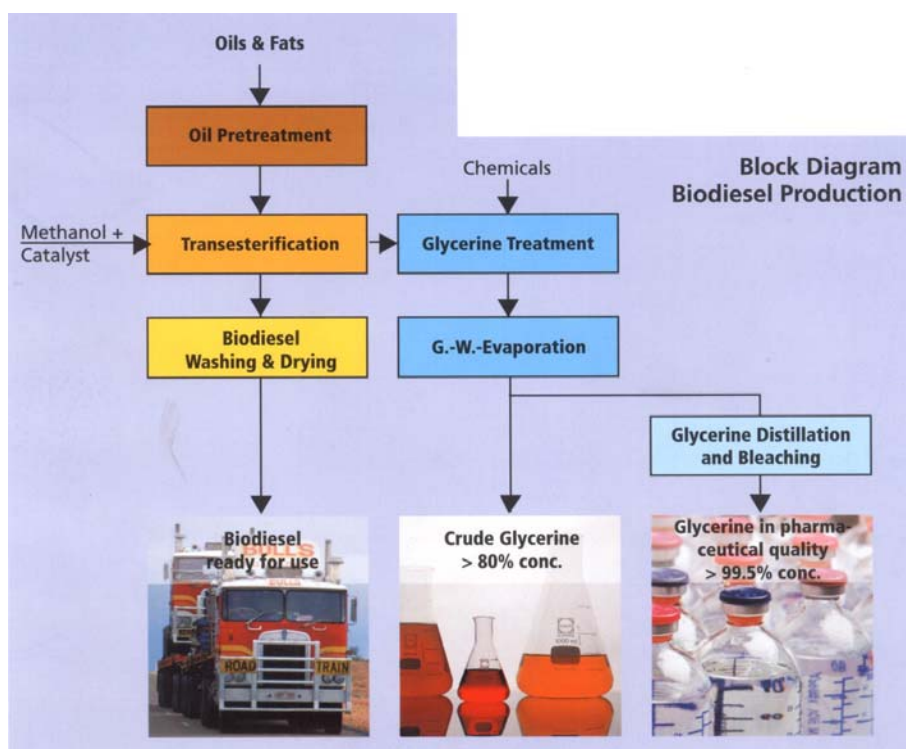 Oils & Fats
Oil Pretreatment
Block Diagram
Biodiesel Production
Chemicals
Methanol +
Catalyst
Transesterification
Glycerine Treatment
Biodiesel
Washing & Drying
G.-W.-Evaporation
Glycerine Distillation
and Bleaching
Biodiesel
ready for use
BULLS
ROAD TRAIN
Crude Glycerine
> 80% conc.
Glycerine in pharma-
ceutical quality
> 99.5% conc.